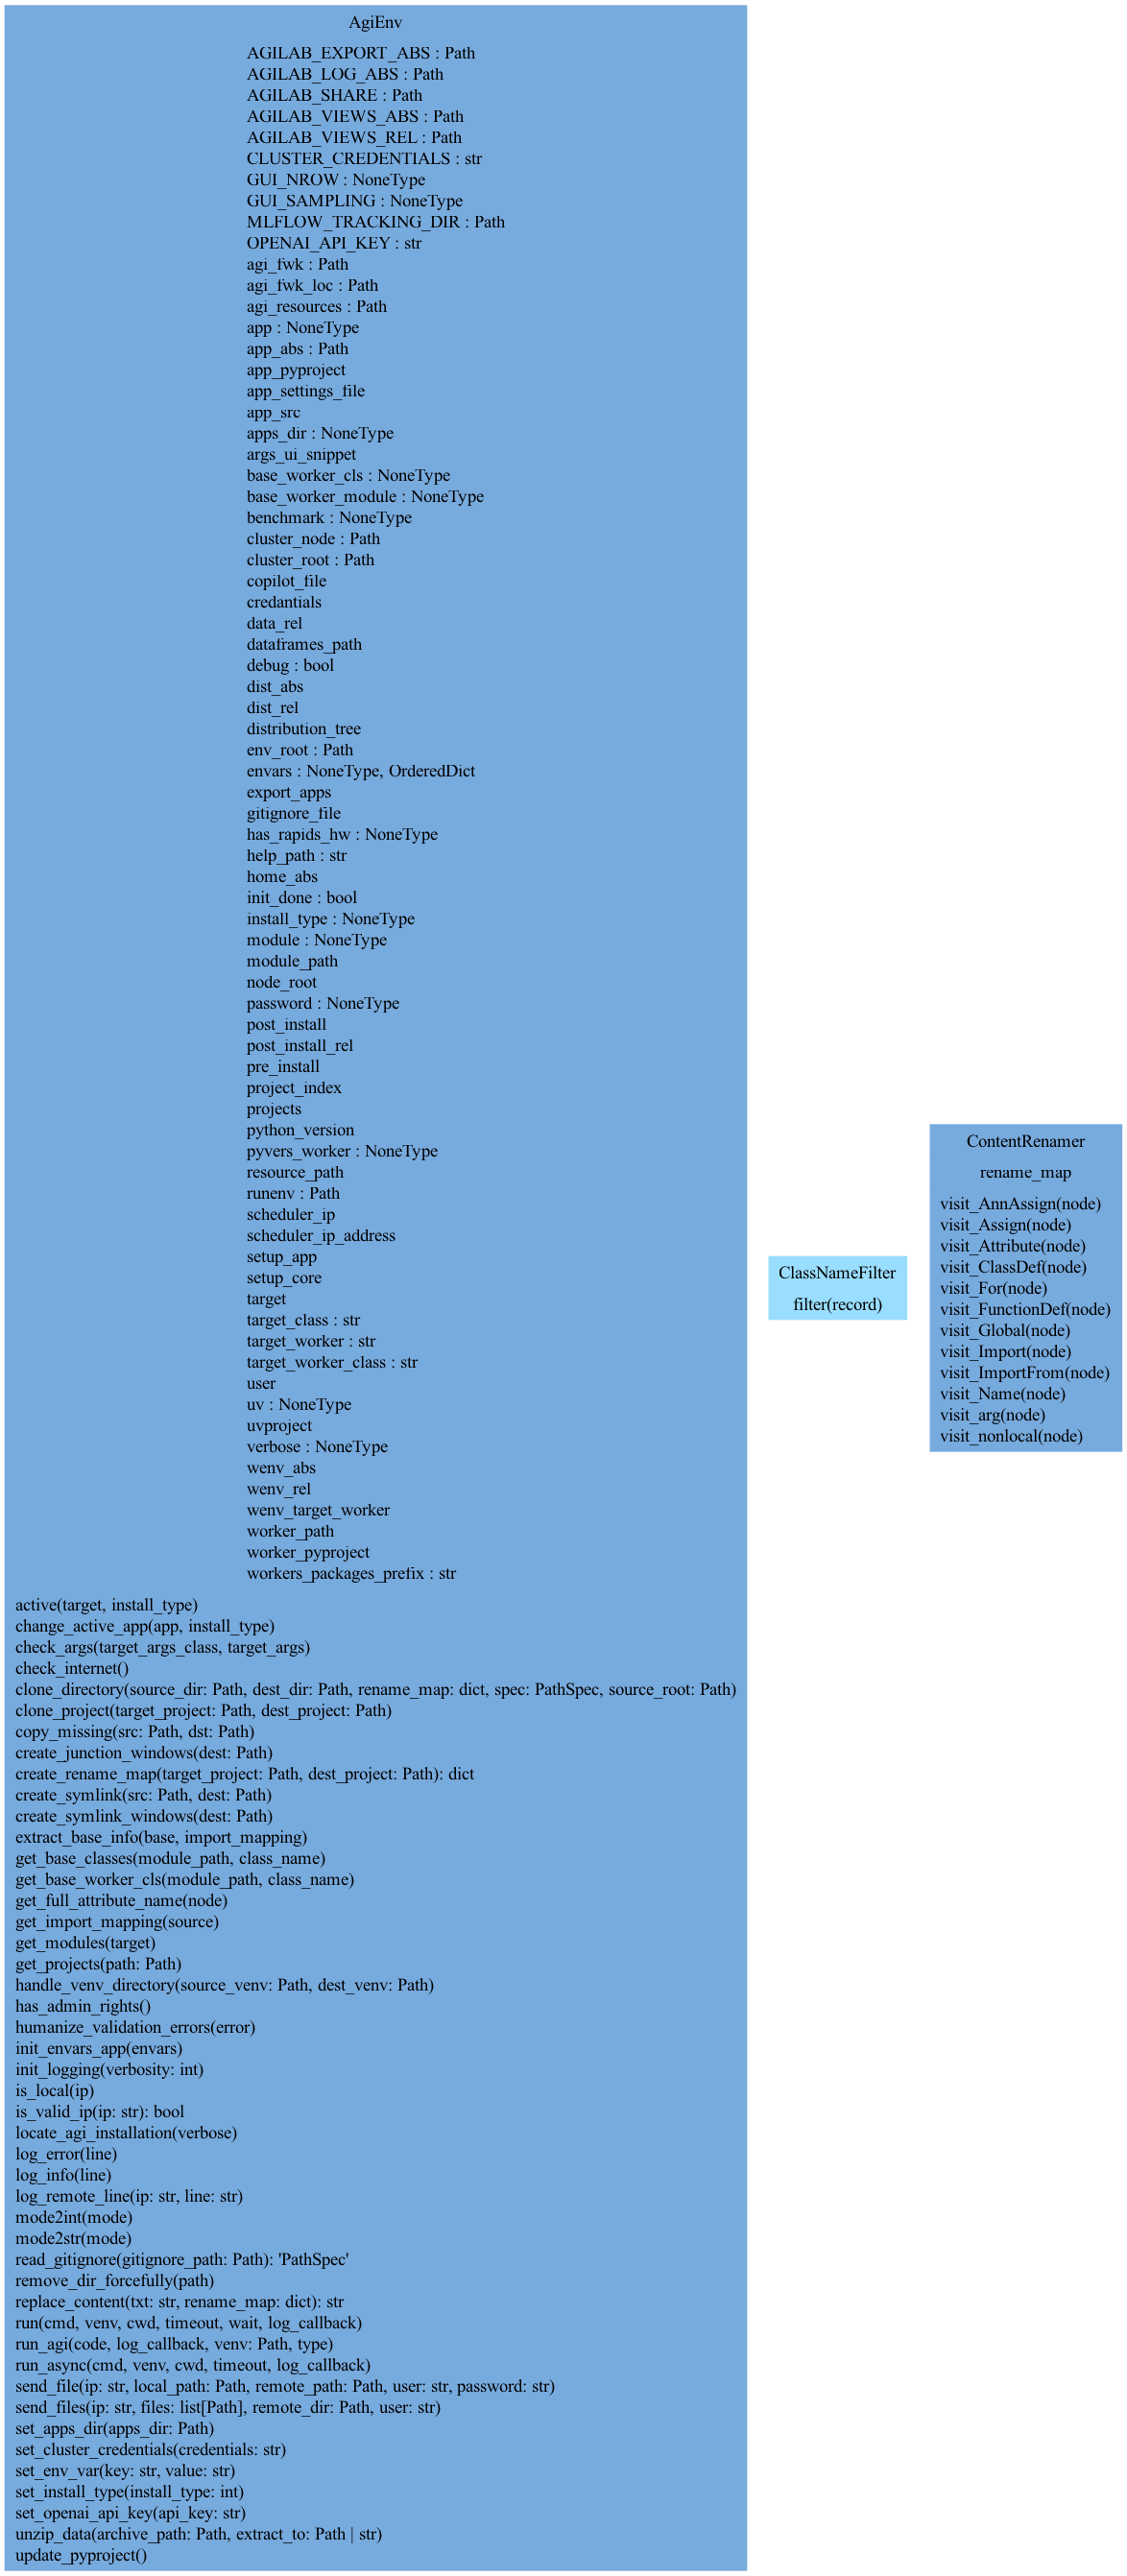 AgiEnv
AGILAB_EXPORT_ABS : Path
AGILAB_LOG_ABS : Path
AGILAB_SHARE : Path
AGILAB_VIEWS_ABS : Path
AGILAB_VIEWS_REL : Path
CLUSTER_CREDENTIALS : str
GUI_NROW : NoneType
GUI_SAMPLING : NoneType
MLFLOW_TRACKING_DIR : Path
OPENAI_API_KEY : str
agi_fwk : Path
agi_fwk_loc : Path
agi_resources : Path
app : NoneType
app_abs : Path
app_pyproject
app_settings_file
app_src
apps_dir : NoneType
args_ui_snippet
base_worker_cls : NoneType
base_worker_module : NoneType
benchmark : NoneType
cluster_node : Path
cluster_root : Path
copilot_file
credantials
data_rel
dataframes_path
debug : bool
dist_abs
dist_rel
distribution_tree
env_root : Path
envars : NoneType, OrderedDict
export_apps
gitignore_file
has_rapids_hw : NoneType
help_path : str
home_abs
init_done : bool
install_type : NoneType
module : NoneType
module_path
node_root
password : NoneType
post_install
post_install_rel
pre_install
project_index
projects
python_version
pyvers_worker : NoneType
resource_path
runenv : Path
scheduler_ip
scheduler_ip_address
setup_app
setup_core
target
target_class : str
target_worker : str
target_worker_class : str
user
uv : NoneType
uvproject
verbose : NoneType
wenv_abs
wenv_rel
wenv_target_worker
worker_path
worker_pyproject
workers_packages_prefix : str
active(target, install_type)
change_active_app(app, install_type)
check_args(target_args_class, target_args)
check_internet()
clone_directory(source_dir: Path, dest_dir: Path, rename_map: dict, spec: PathSpec, source_root: Path)
clone_project(target_project: Path, dest_project: Path)
copy_missing(src: Path, dst: Path)
create_junction_windows(dest: Path)
create_rename_map(target_project: Path, dest_project: Path): dict
create_symlink(src: Path, dest: Path)
create_symlink_windows(dest: Path)
extract_base_info(base, import_mapping)
get_base_classes(module_path, class_name)
get_base_worker_cls(module_path, class_name)
get_full_attribute_name(node)
get_import_mapping(source)
get_modules(target)
get_projects(path: Path)
handle_venv_directory(source_venv: Path, dest_venv: Path)
has_admin_rights()
humanize_validation_errors(error)
init_envars_app(envars)
init_logging(verbosity: int)
is_local(ip)
is_valid_ip(ip: str): bool
locate_agi_installation(verbose)
log_error(line)
log_info(line)
log_remote_line(ip: str, line: str)
mode2int(mode)
mode2str(mode)
read_gitignore(gitignore_path: Path): 'PathSpec'
remove_dir_forcefully(path)
replace_content(txt: str, rename_map: dict): str
run(cmd, venv, cwd, timeout, wait, log_callback)
run_agi(code, log_callback, venv: Path, type)
run_async(cmd, venv, cwd, timeout, log_callback)
send_file(ip: str, local_path: Path, remote_path: Path, user: str, password: str)
send_files(ip: str, files: list[Path], remote_dir: Path, user: str)
set_apps_dir(apps_dir: Path)
set_cluster_credentials(credentials: str)
set_env_var(key: str, value: str)
set_install_type(install_type: int)
set_openai_api_key(api_key: str)
unzip_data(archive_path: Path, extract_to: Path | str)
update_pyproject()
ClassNameFilter
filter(record)
ContentRenamer
rename_map
visit_AnnAssign(node)
visit_Assign(node)
visit_Attribute(node)
visit_ClassDef(node)
visit_For(node)
visit_FunctionDef(node)
visit_Global(node)
visit_Import(node)
visit_ImportFrom(node)
visit_Name(node)
visit_arg(node)
visit_nonlocal(node)